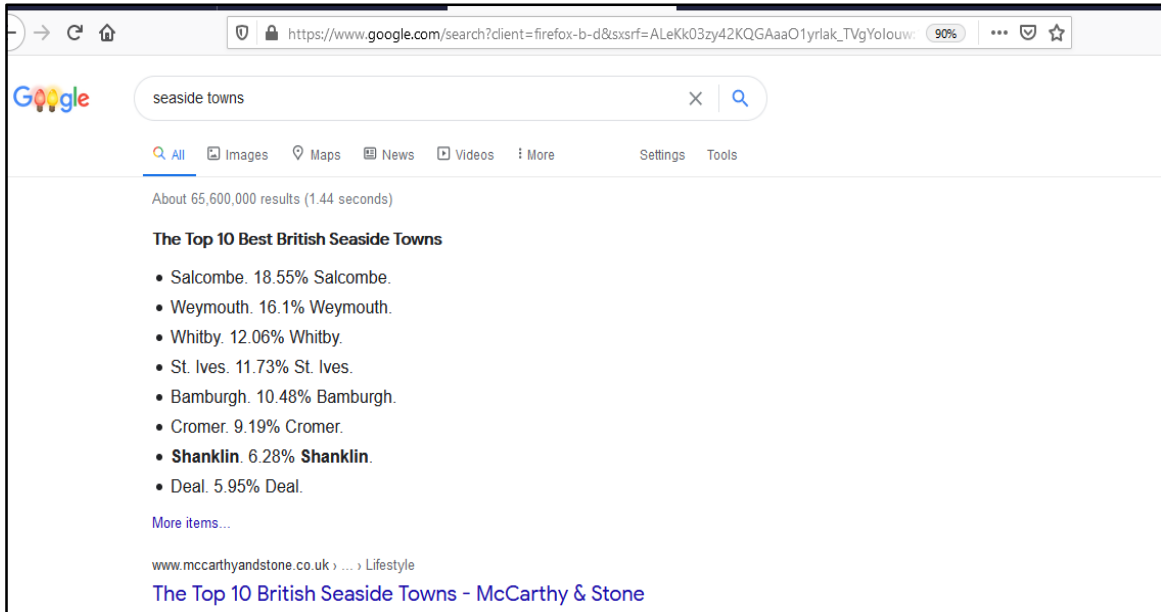 https://www.google.com/search?client=firefox-b-d&sxsrf=ALeKk03zy42KQGAaaO1yrlak_TVgYoIouw: 90%
Google
seaside towns
All Images Maps News Videos More Settings Tools
About 65,600,000 results (1.44 seconds)
The Top 10 Best British Seaside Towns
• Salcombe. 18.55% Salcombe.
• Weymouth. 16.1% Weymouth.
• Whitby. 12.06% Whitby.
• St. Ives. 11.73% St. Ives.
• Bamburgh. 10.48% Bamburgh.
• Cromer. 9.19% Cromer.
• Shanklin. 6.28% Shanklin.
• Deal. 5.95% Deal.
More items...
www.mccarthyandstone.co.uk › ... › Lifestyle
The Top 10 British Seaside Towns - McCarthy & Stone